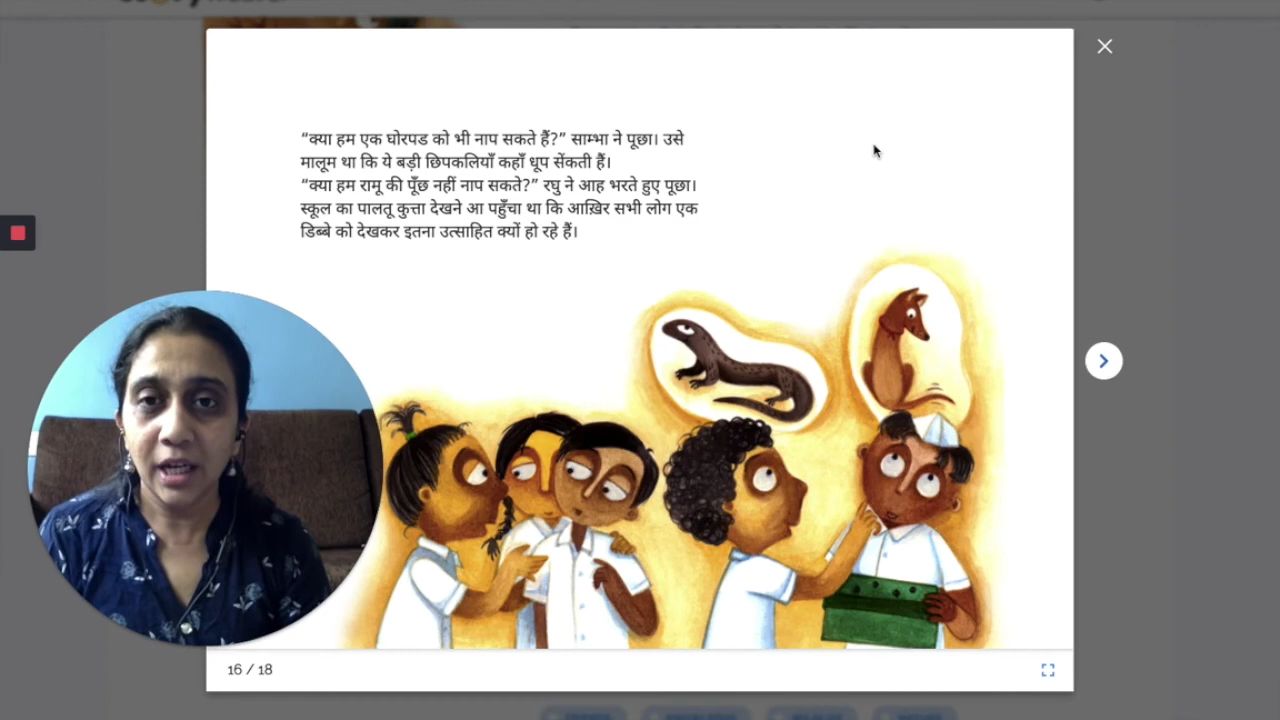 “क्या हम एक घोरपड को भी नाप सकते हैं?” साम्भा ने पूछा। उसे
मालूम था कि ये बड़ी छिपकलियाँ कहाँ धूप सेंकती हैं।
“क्या हम रामू की पूँछ नहीं नाप सकते?” रघु ने आह भरते हुए पूछा।
स्कूल का पालतू कुत्ता देखने आ पहुँचा था कि आख़िर सभी लोग एक
डिब्बे को देखकर इतना उत्साहित क्यों हो रहे हैं।
16 / 18